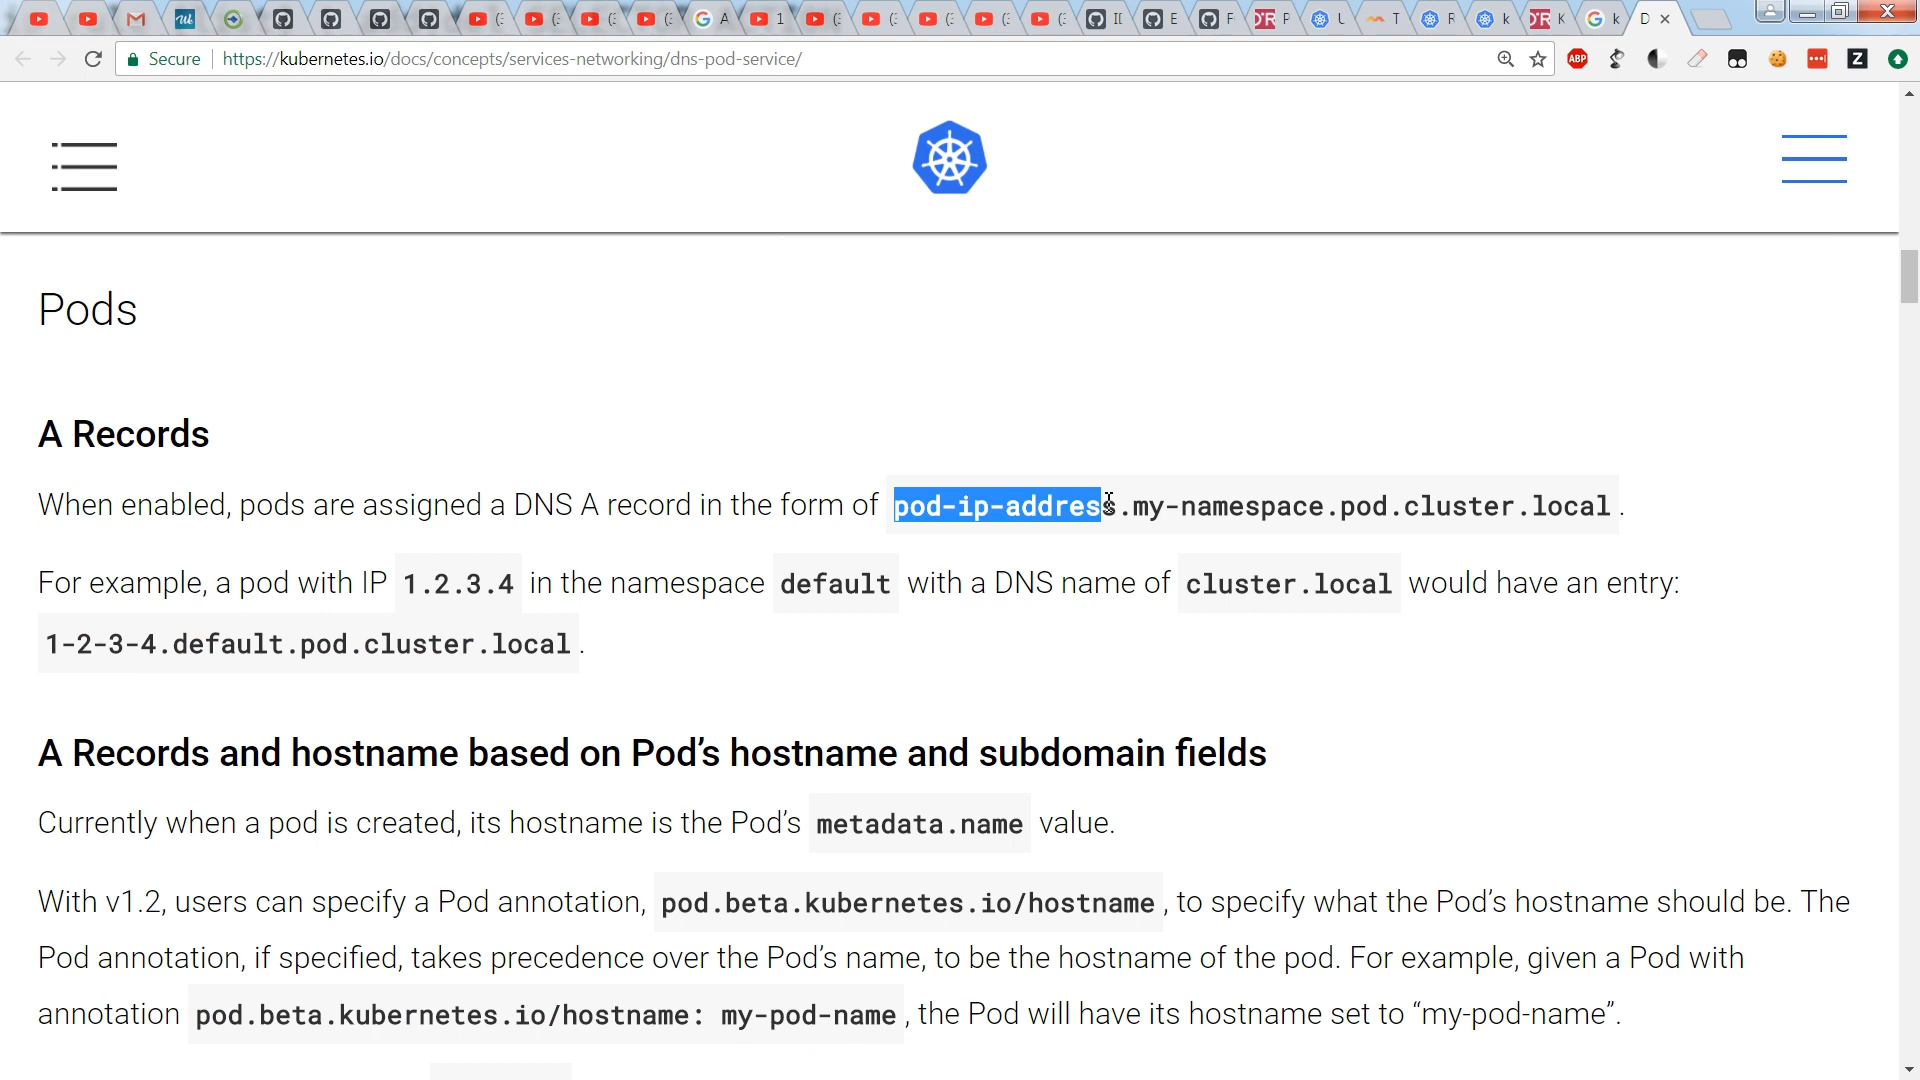 Secure https://kubernetes.io/docs/concepts/services-networking/dns-pod-service/
Pods
A Records
When enabled, pods are assigned a DNS A record in the form of pod-ip-address.my-namespace.pod.cluster.local.
For example, a pod with IP 1.2.3.4 in the namespace default with a DNS name of cluster.local would have an entry:
1-2-3-4.default.pod.cluster.local.
A Records and hostname based on Pod’s hostname and subdomain fields
Currently when a pod is created, its hostname is the Pod’s metadata.name value.
With v1.2, users can specify a Pod annotation, pod.beta.kubernetes.io/hostname, to specify what the Pod’s hostname should be. The
Pod annotation, if specified, takes precedence over the Pod’s name, to be the hostname of the pod. For example, given a Pod with
annotation pod.beta.kubernetes.io/hostname: my-pod-name, the Pod will have its hostname set to “my-pod-name”.